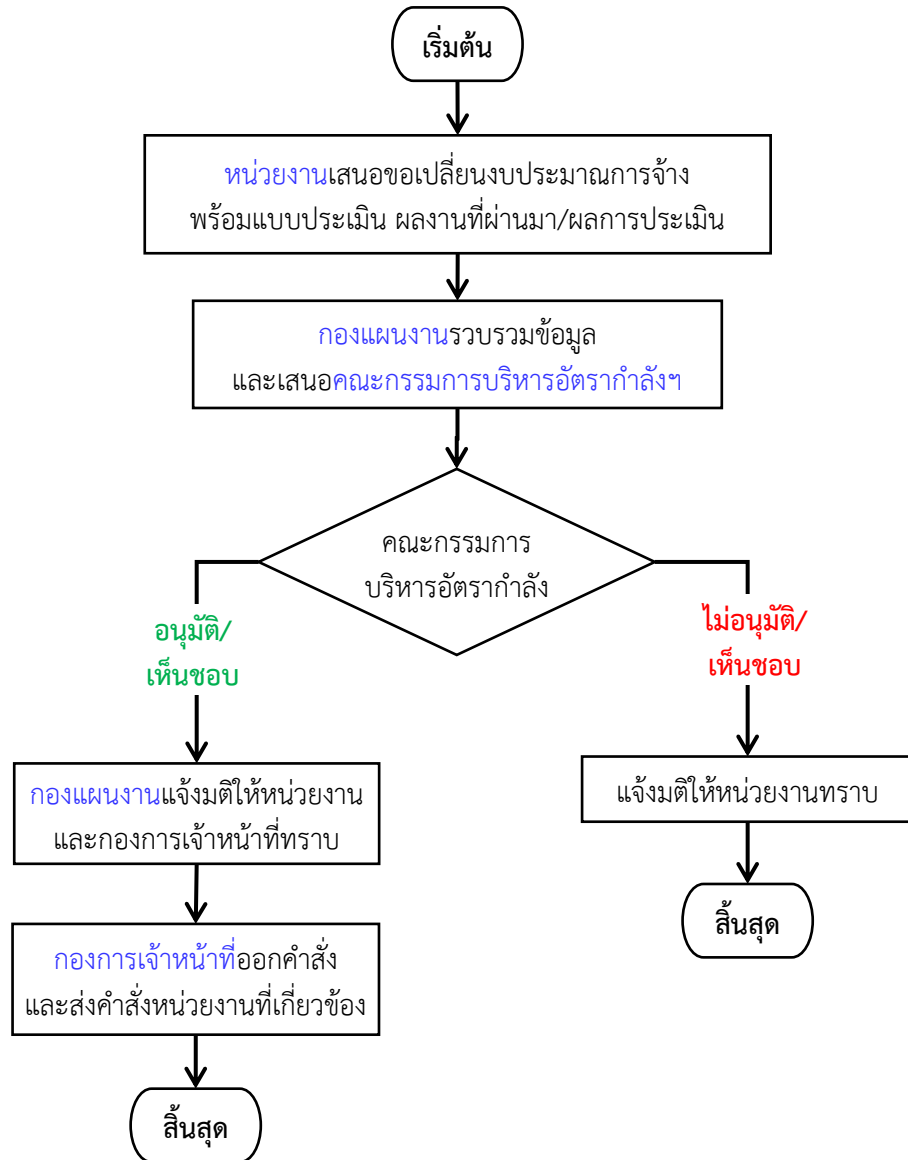 เริ่มต้น
หน่วยงานเสนอขอเปลี่ยนงบประมาณการจ้าง
พร้อมแบบประเมิน ผลงานที่ผ่านมา/ผลการประเมิน
กองแผนงานรวบรวมข้อมูล
และเสนอคณะกรรมการบริหารอัตรากำลังฯ
คณะกรรมการ
บริหารอัตรากำลัง
อนุมัติ/
เห็นชอบ
ไม่อนุมัติ/
เห็นชอบ
กองแผนงานแจ้งมติให้หน่วยงาน
และกองการเจ้าหน้าที่ทราบ
แจ้งมติให้หน่วยงานทราบ
กองการเจ้าหน้าที่ออกคำสั่ง
และส่งคำสั่งหน่วยงานที่เกี่ยวข้อง
สิ้นสุด
สิ้นสุด